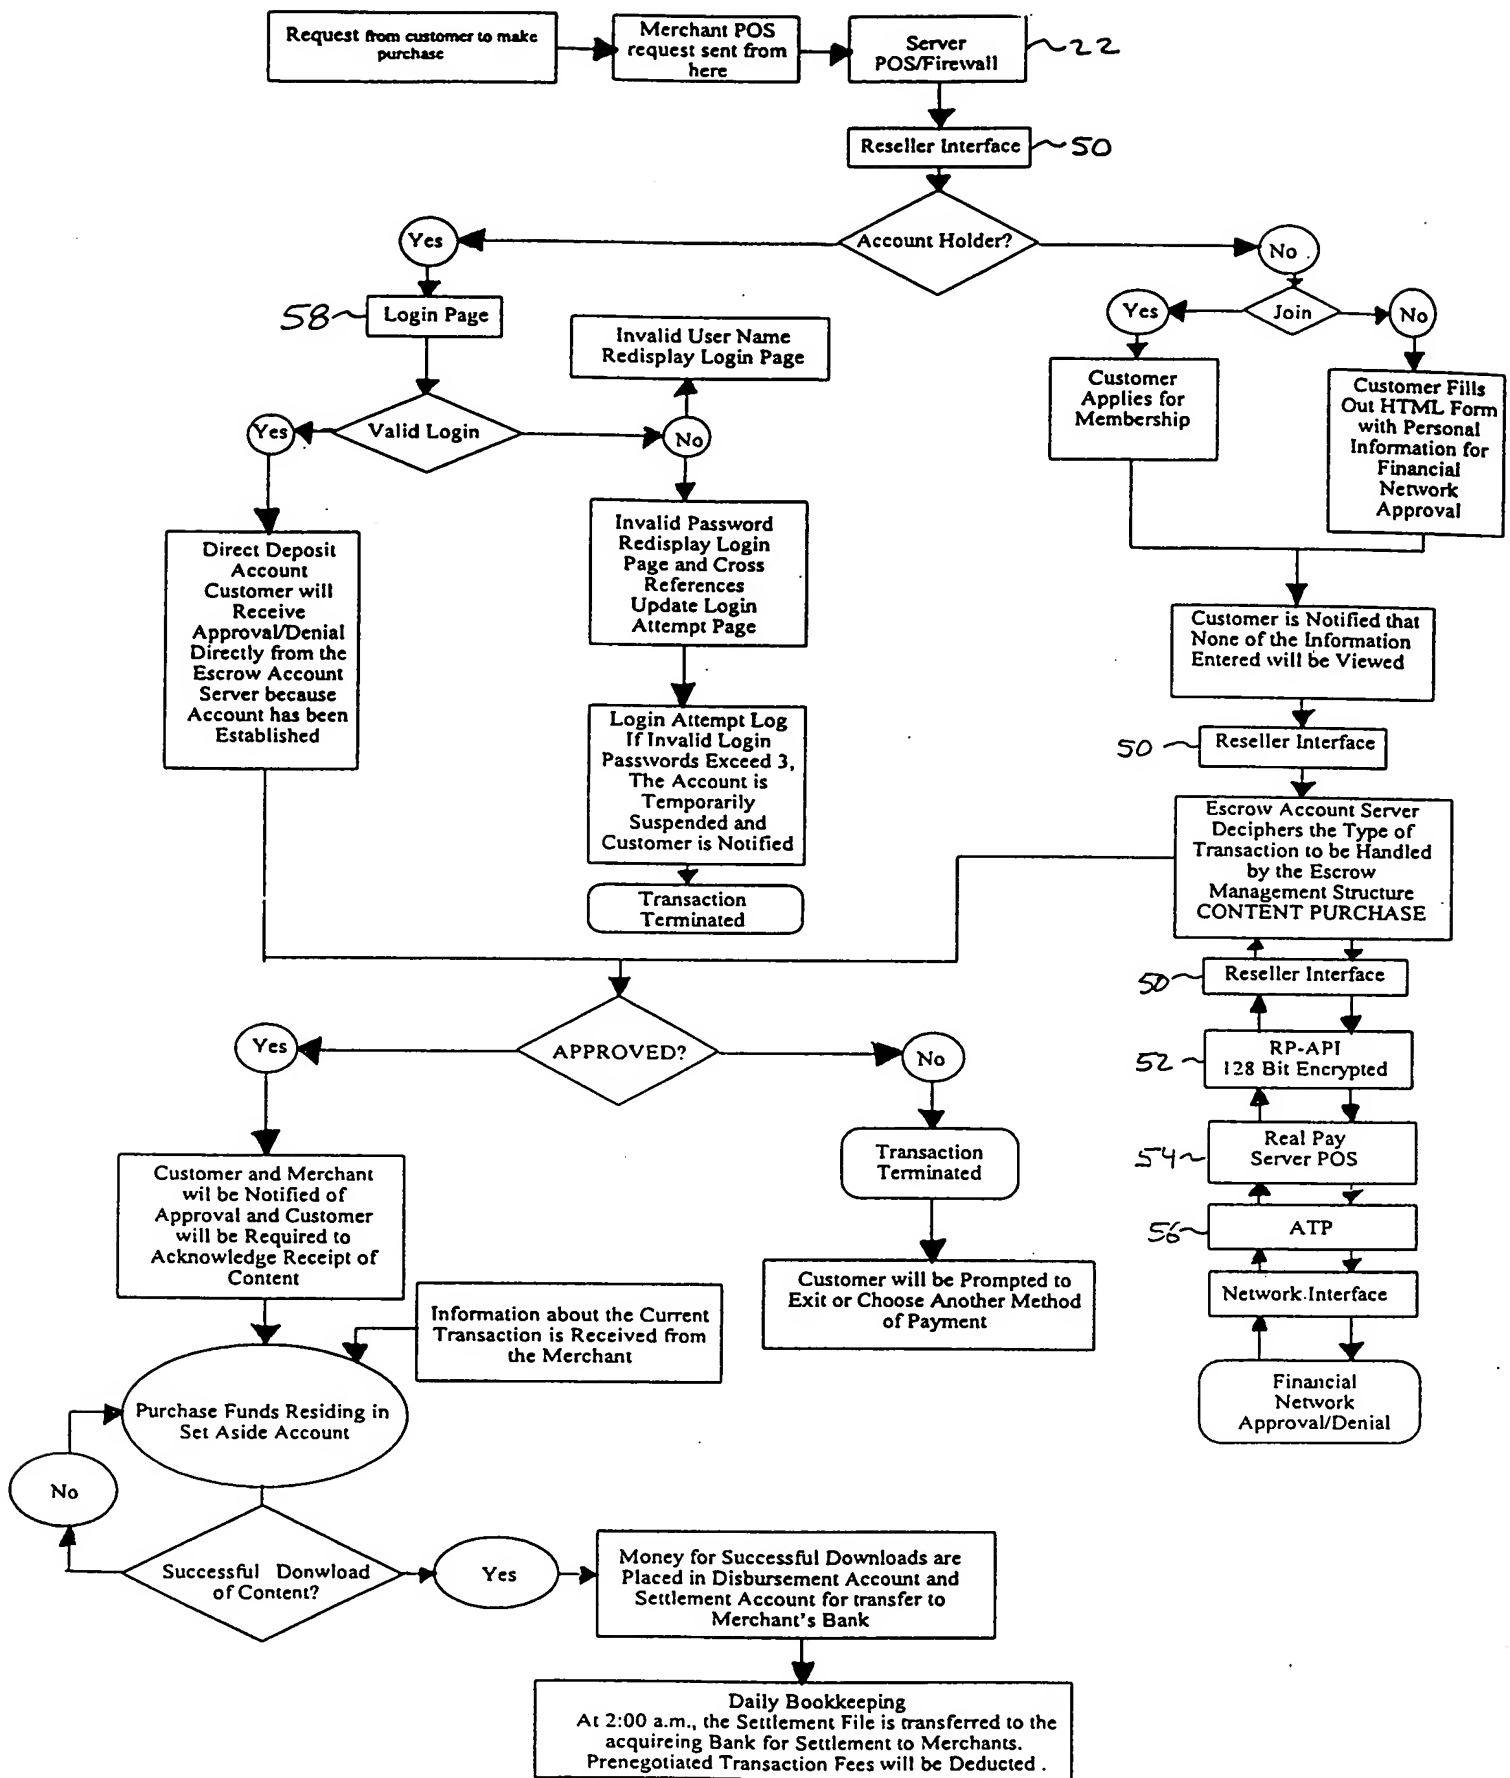 Request from customer to make
purchase
Merchant POS
request sent from
here
Server
POS/Firewall
22
Reseller Interface
50
Account Holder?
Yes
No
58
Login Page
Join
Yes
No
Invalid User Name
Redisplay Login Page
Customer
Applies for
Membership
Customer Fills
Out HTML Form
with Personal
Information for
Financial
Network
Approval
Valid Login
Yes
No
Direct Deposit
Account
Customer will
Receive
Approval/Denial
Directly from the
Escrow Account
Server because
Account has been
Established
Invalid Password
Redisplay Login
Page and Cross
References
Update Login
Attempt Page
Customer is Notified that
None of the Information
Entered will be Viewed
Login Attempt Log
If Invalid Login
Passwords Exceed 3,
The Account is
Temporarily
Suspended and
Customer is Notified
50
Reseller Interface
Transaction
Terminated
Escrow Account Server
Deciphers the Type of
Transaction to be Handled
by the Escrow
Management Structure
CONTENT PURCHASE
50
Reseller Interface
APPROVED?
Yes
No
52
RP-API
128 Bit Encrypted
Transaction
Terminated
54
Real Pay
Server POS
Customer and Merchant
wil be Notified of
Approval and Customer
will be Required to
Acknowledge Receipt of
Content
56
ATP
Customer will be Prompted to
Exit or Choose Another Method
of Payment
Network.Interface
Information about the Current
Transaction is Received from
the Merchant
Financial
Network
Approval/Denial
Purchase Funds Residing in
Set Aside Account
No
Successful Donwload
of Content?
Yes
Money for Successful Downloads are
Placed in Disbursement Account and
Settlement Account for transfer to
Merchant's Bank
Daily Bookkeeping
At 2:00 a.m., the Settlement File is transferred to the
acquireing Bank for Settlement to Merchants.
Prenegotiated Transaction Fees will be Deducted .